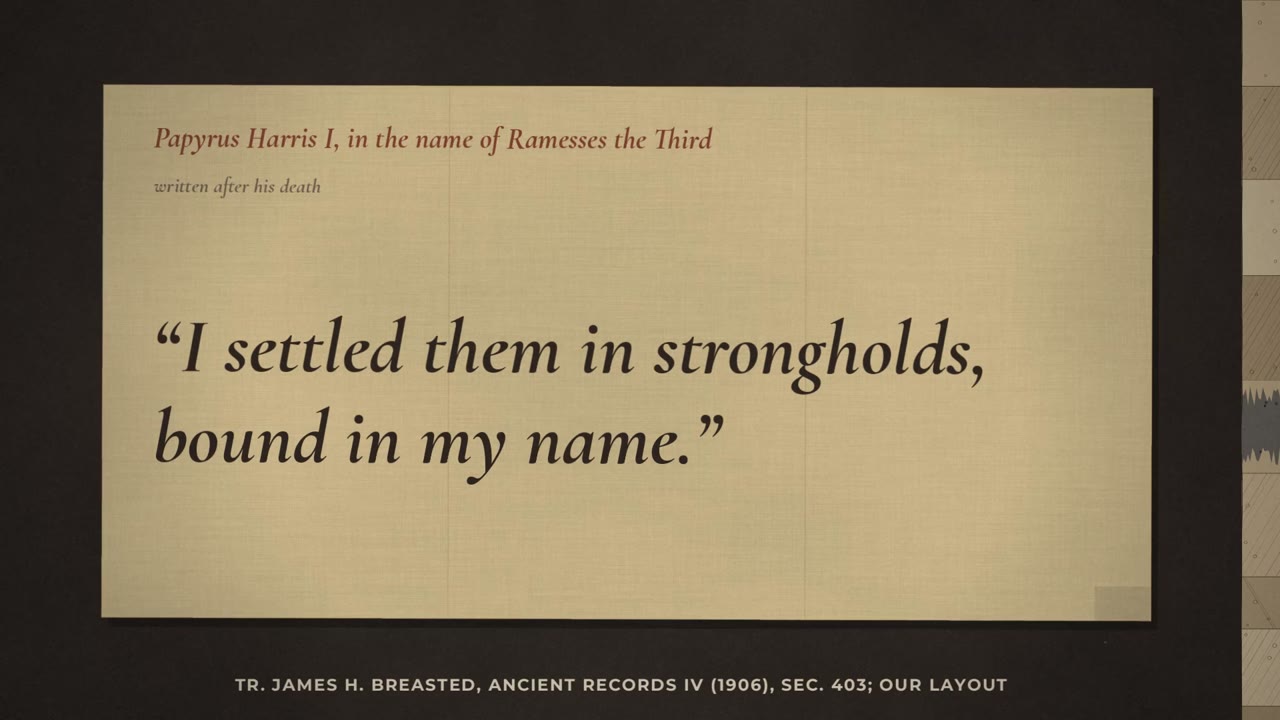 Papyrus Harris I, in the name of Ramesses the Third
written after his death
“I settled them in strongholds,
bound in my name.”
TR. JAMES H. BREASTED, ANCIENT RECORDS IV (1906), SEC. 403; OUR LAYOUT